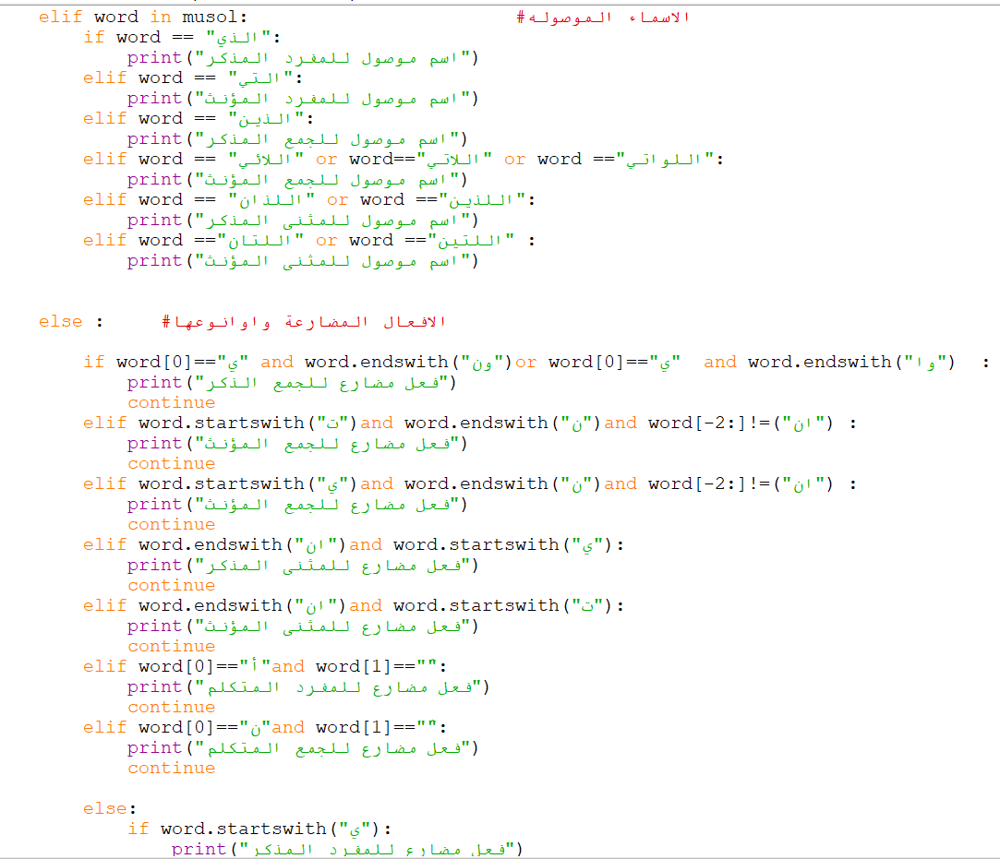 elif word in musol: #الاسماء الموصوله
if word == "الذي":
print("اسم موصول للمفرد المذكر")
elif word == "التي":
print("اسم موصول للمفرد المؤنث")
elif word == "الذين":
print("اسم موصول للجمع المذكر")
elif word == "اللائي" or word=="اللاتي" or word =="اللواتي":
print("اسم موصول للجمع المؤنث")
elif word == "اللذان" or word =="اللذين":
print("اسم موصول للمثنى المذكر")
elif word =="اللتان" or word =="اللتين" :
print("اسم موصول للمثنى المؤنث")
else : #الافعال المضارعة واوانوعها
if word[0]=="ي" and word.endswith("ون")or word[0]=="ي" and word.endswith("وا") :
print("فعل مضارع للجمع الذكر")
continue
elif word.startswith("ت")and word.endswith("ن")and word[-2:]!=("ان") :
print("فعل مضارع للجمع المؤنث")
continue
elif word.startswith("ي")and word.endswith("ن")and word[-2:]!=("ان") :
print("فعل مضارع للجمع المؤنث")
continue
elif word.endswith("ان")and word.startswith("ي"):
print("فعل مضارع للمثنى المذكر")
continue
elif word.endswith("ان")and word.startswith("ت"):
print("فعل مضارع للمثنى المؤنث")
continue
elif word[0]=="أ"and word[1]=="":
print("فعل مضارع للمفرد المتكلم")
continue
elif word[0]=="ن"and word[1]=="":
print("فعل مضارع للجمع المتكلم")
continue
else:
if word.startswith("ي"):
print("فعل مضارع للمفرد المذكر")